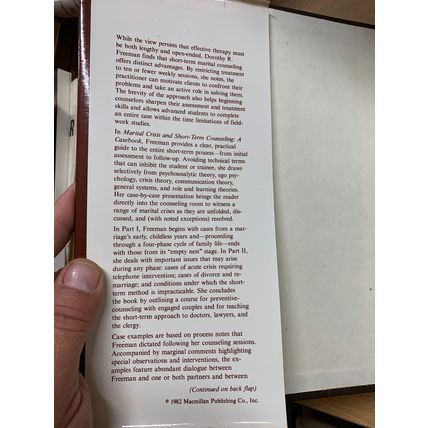 While the view persists that effective therapy must
be both lengthy and open-ended, Dorothy R.
Freeman finds that short-term marital counseling
offers distinct advantages. By restricting treatment
to ten or fewer weekly sessions, she notes, the
practitioner can motivate clients to confront their
problems and take an active role in solving them.
The brevity of the approach also helps beginning
counselors sharpen their assessment and treatment
skills and allows advanced students to complete
an entire case within the time limitations of field-
work studies.
In Marital Crisis and Short-Term Counseling: A
Casebook, Freeman provides a clear, practical
guide to the entire short-term process—from initial
assessment to follow-up. Avoiding technical terms
that can inhibit the student or trainee, she draws
selectively from psychoanalytic theory, ego psy-
chology, crisis theory, communication theory,
general systems, and role and learning theories.
Her case-by-case presentation brings the reader
directly into the counseling room to witness a
range of marital crises as they are unfolded, dis-
cussed, and (with noted exceptions) resolved.
In Part I, Freeman begins with cases from a mar-
riage's early, childless years and—proceeding
through a four-phase cycle of family life—ends
with those from its "empty nest" stage. In Part II,
she deals with important issues that may arise
during any phase: cases of acute crisis requiring
telephone intervention; cases of divorce and re-
marriage; and conditions under which the short-
term method is impracticable. She concludes
the book by outlining a course for preventive-
counseling with engaged couples and for teaching
the short-term approach to doctors, lawyers, and
the clergy.
Case examples are based on process notes that
Freeman dictated following her counseling sessions.
Accompanied by marginal comments highlighting
special observations and interventions, the ex-
amples feature abundant dialogue between
Freeman and one or both partners and between
(Continued on back flap)
© 1982 Macmillan Publishing Co., Inc.